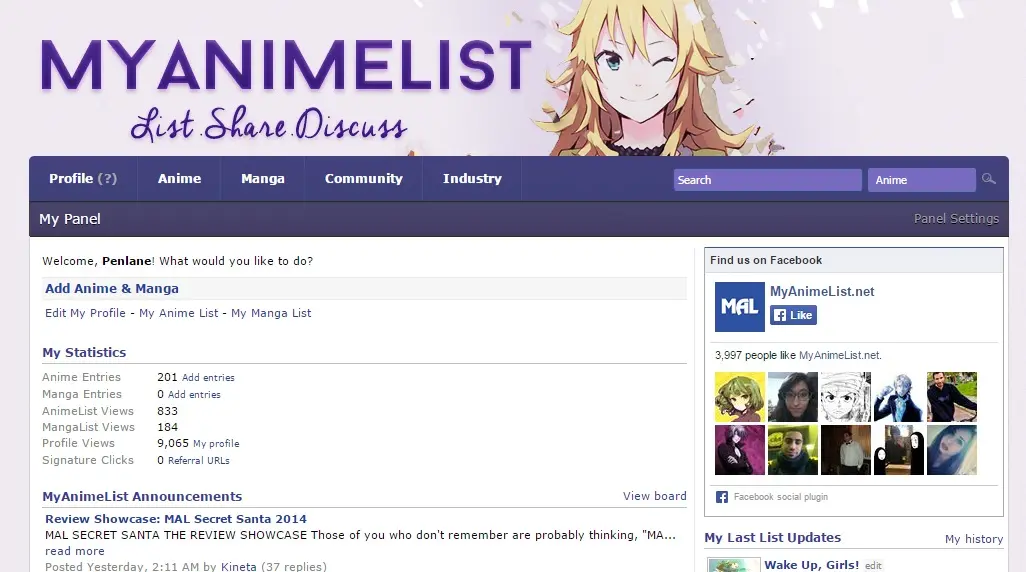 MYANIMELIST
List.Share.Discuss
Profile (?) Anime Manga Community Industry Search Anime
My Panel Panel Settings
Welcome, Penlane! What would you like to do?
Add Anime & Manga
Edit My Profile - My Anime List - My Manga List
My Statistics
Anime Entries 201 Add entries
Manga Entries 0 Add entries
AnimeList Views 833
MangaList Views 184
Profile Views 9,065 My profile
Signature Clicks 0 Referral URLs
MyAnimeList Announcements View board
Review Showcase: MAL Secret Santa 2014
MAL SECRET SANTA THE REVIEW SHOWCASE Those of you who don't remember are probably thinking, "MA...
read more
Posted Yesterday, 2:11 AM by Kineta (37 replies)
Find us on Facebook
MAL
MyAnimeList.net
Like
3,997 people like MyAnimeList.net.
Facebook social plugin
My Last List Updates My history
Wake Up, Girls! edit